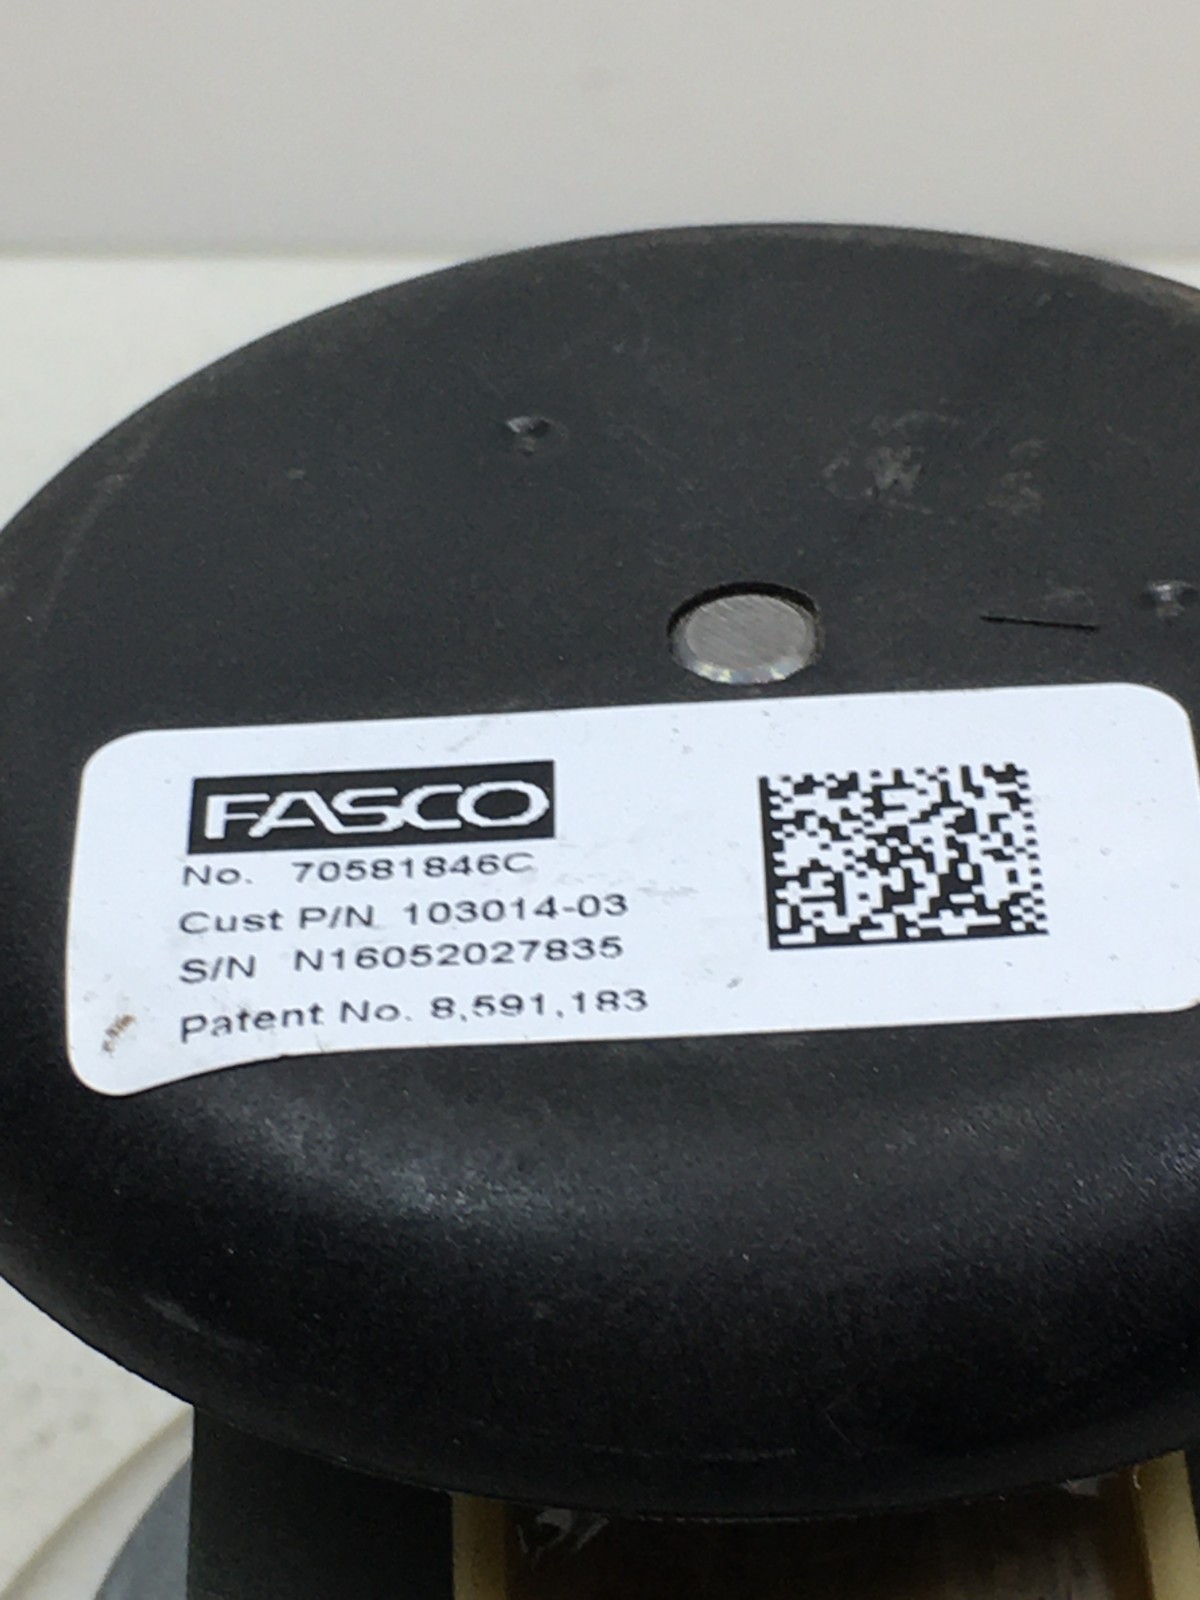 FASCO
No. 70581846C
Cust P/N 103014-03
S/N N16052027835
Patent No. 8,591,183